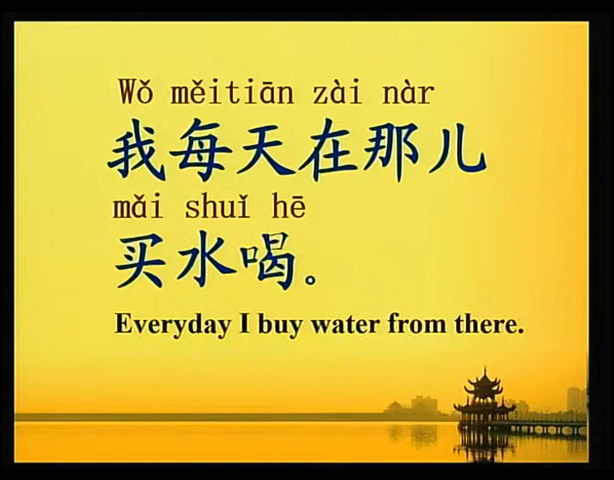 Wǒ měitiān zài nàr
我每天在那儿
mǎi shuǐ hē
买水喝。
Everyday I buy water from there.